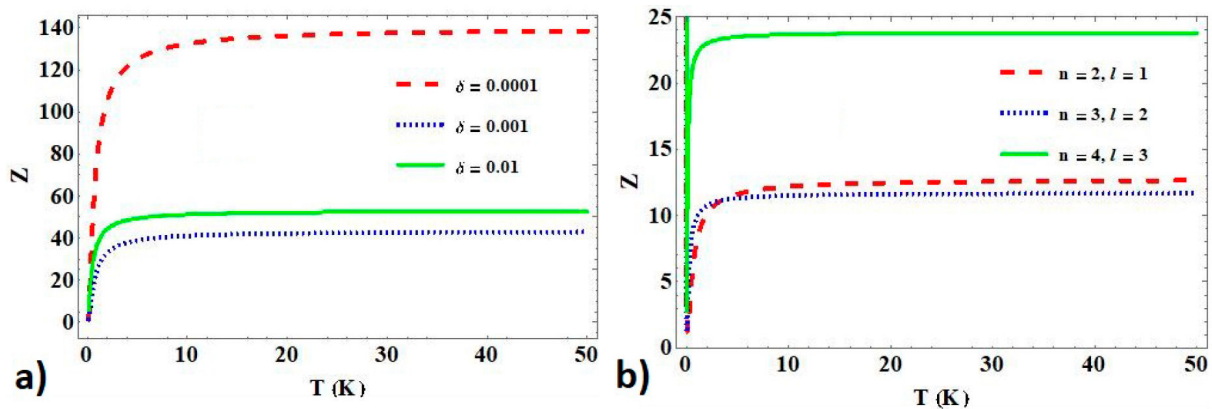 140
120
100
80
60
40
20
0
Z
δ = 0.0001
δ = 0.001
δ = 0.01
0 10 20 30 40 50
T (K)
a)
25
20
15
10
5
0
Z
n = 2, l = 1
n = 3, l = 2
n = 4, l = 3
0 10 20 30 40 50
T (K)
b)